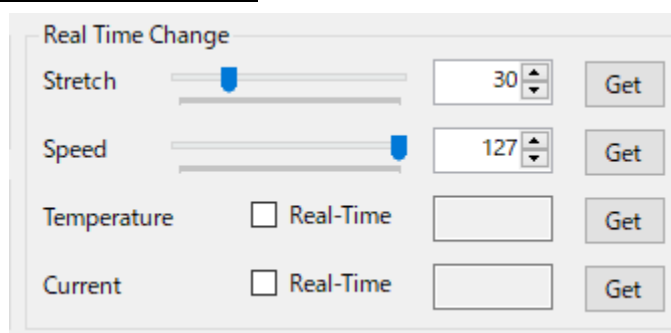 Real Time Change
Stretch 30 Get
Speed 127 Get
Temperature Real-Time Get
Current Real-Time Get